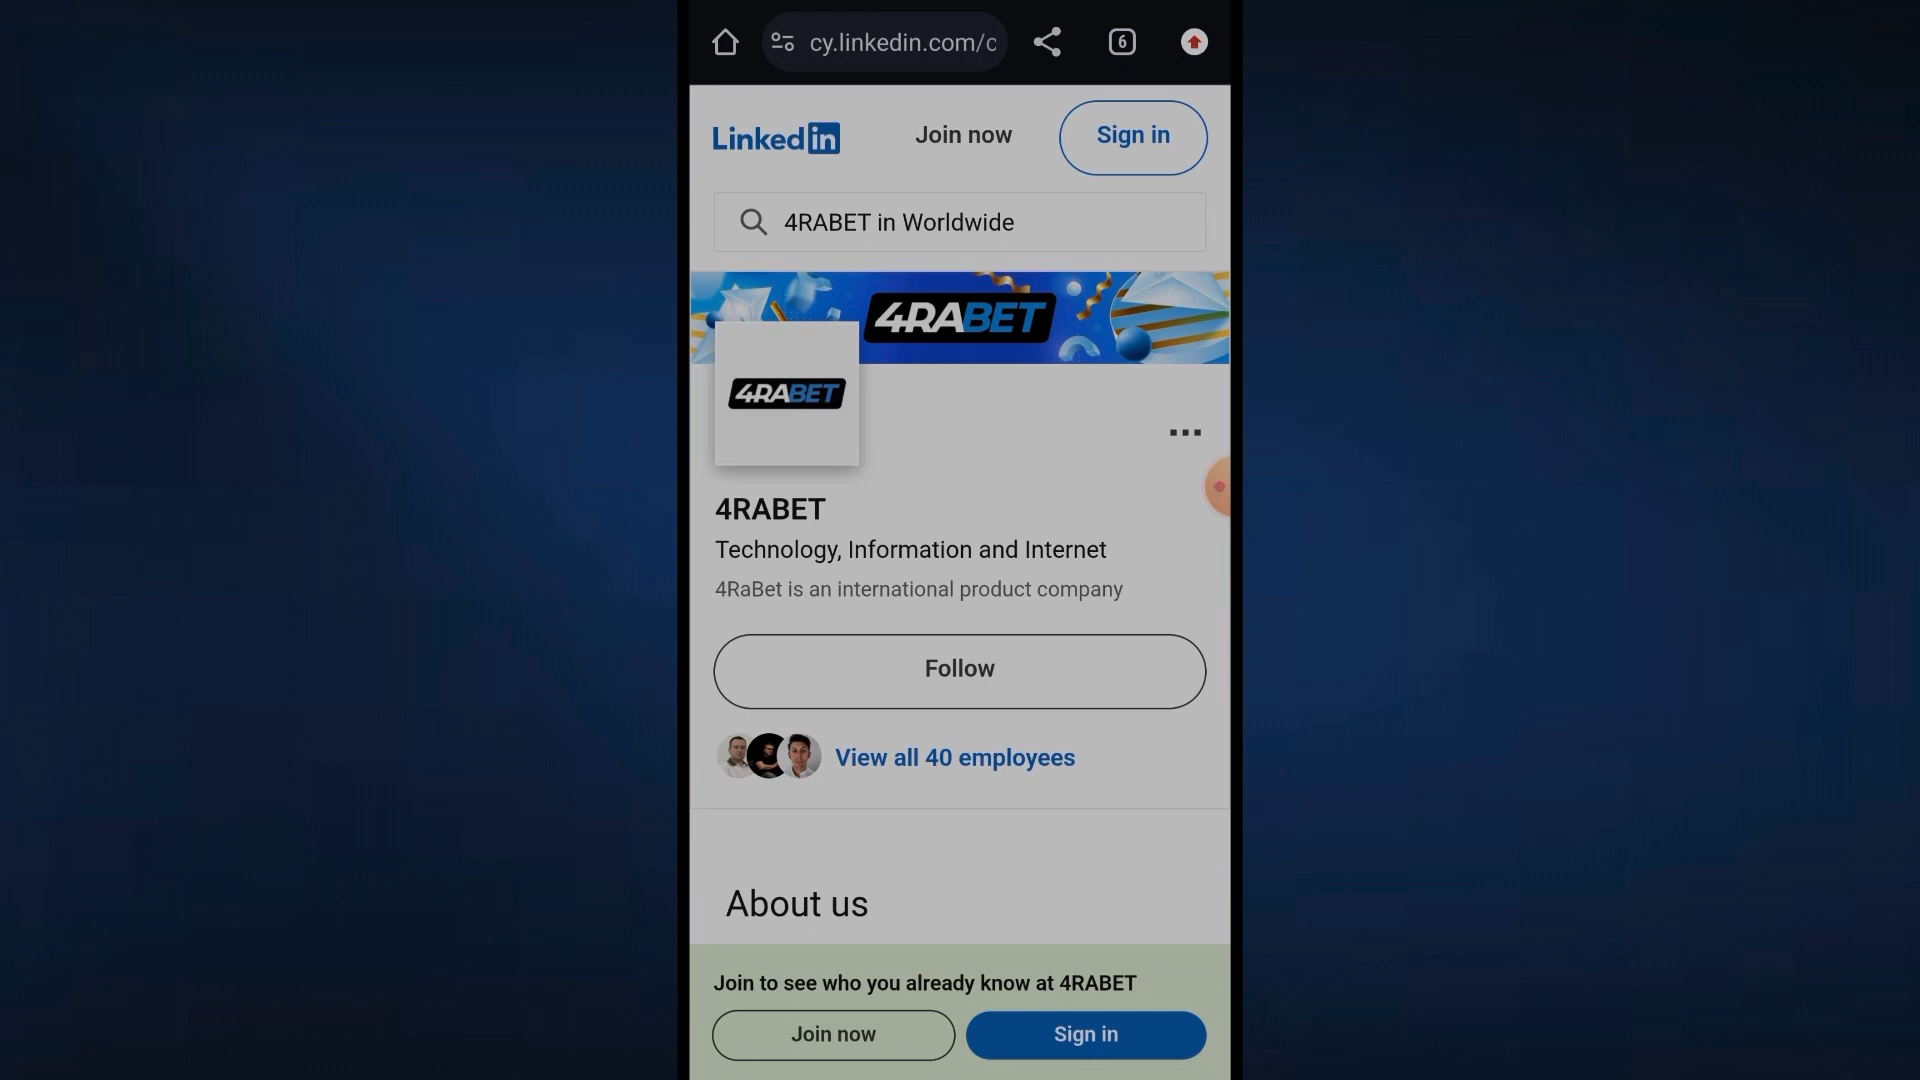 cy.linkedin.com/c
6
Linkedin
Join now
Sign in
4RABET in Worldwide
4RABET
4RABET
4RABET
Technology, Information and Internet
4RaBet is an international product company
Follow
View all 40 employees
About us
Join to see who you already know at 4RABET
Join now
Sign in